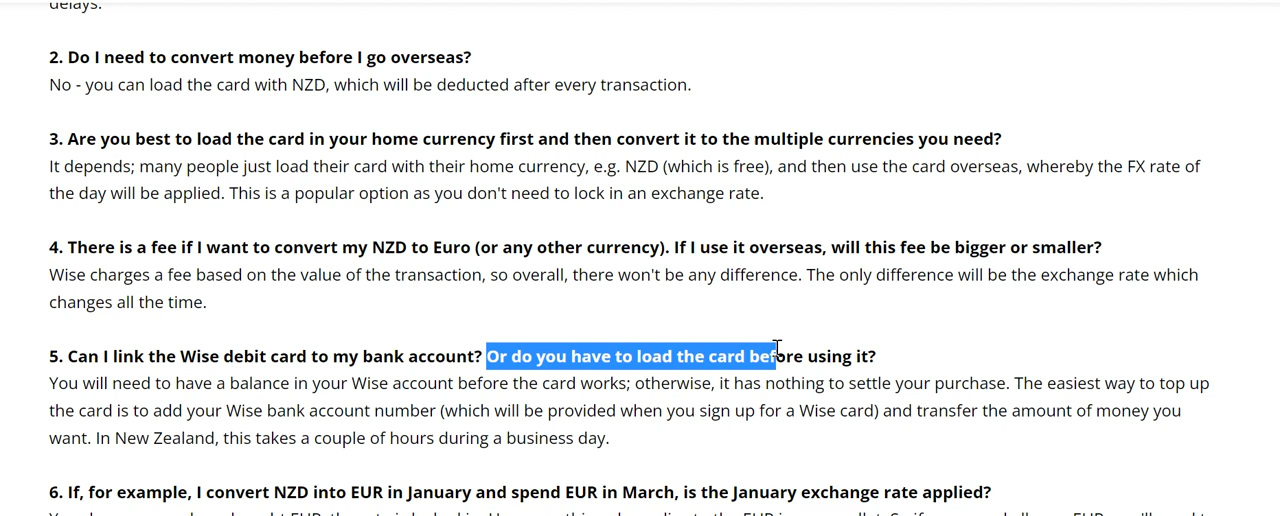 delays.
2. Do I need to convert money before I go overseas?
No - you can load the card with NZD, which will be deducted after every transaction.
3. Are you best to load the card in your home currency first and then convert it to the multiple currencies you need?
It depends; many people just load their card with their home currency, e.g. NZD (which is free), and then use the card overseas, whereby the FX rate of
the day will be applied. This is a popular option as you don't need to lock in an exchange rate.
4. There is a fee if I want to convert my NZD to Euro (or any other currency). If I use it overseas, will this fee be bigger or smaller?
Wise charges a fee based on the value of the transaction, so overall, there won't be any difference. The only difference will be the exchange rate which
changes all the time.
5. Can I link the Wise debit card to my bank account? Or do you have to load the card before using it?
You will need to have a balance in your Wise account before the card works; otherwise, it has nothing to settle your purchase. The easiest way to top up
the card is to add your Wise bank account number (which will be provided when you sign up for a Wise card) and transfer the amount of money you
want. In New Zealand, this takes a couple of hours during a business day.
6. If, for example, I convert NZD into EUR in January and spend EUR in March, is the January exchange rate applied?